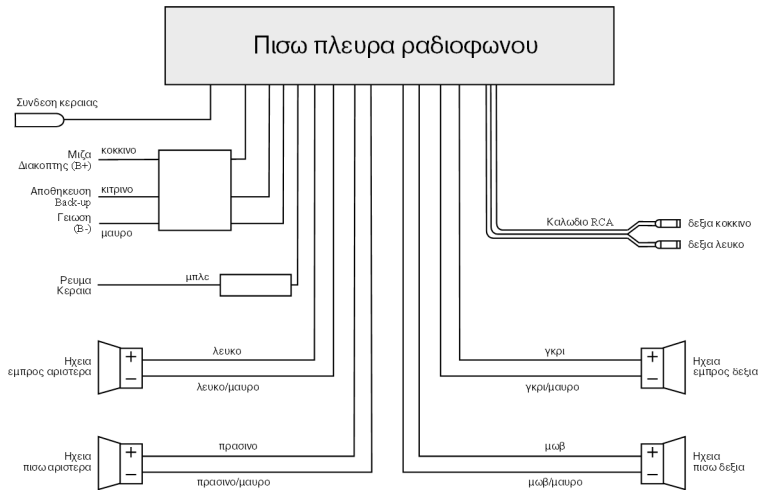 Πισω πλευρα ραδιοφωνου
Συνδεση κεραιας
Μιζα
Διακοπτης (B+)
κοκκινο
Αποθηκευση
Back-up
κιτρινο
Γειωση
(B-)
μαυρο
Καλωδιο RCA
δεξια κοκκινο
δεξια λευκο
Ρευμα
Κεραια
μπλc
Ηχεια
εμπρος αριστερα
+
−
λευκο
λευκο/μαυρο
γκρι
γκρι/μαυρο
+
−
Ηχεια
εμπρος δεξια
Ηχεια
πισω αριστερα
+
−
πρασινο
πρασινο/μαυρο
μωβ
μωβ/μαυρο
+
−
Ηχεια
πισω δεξια